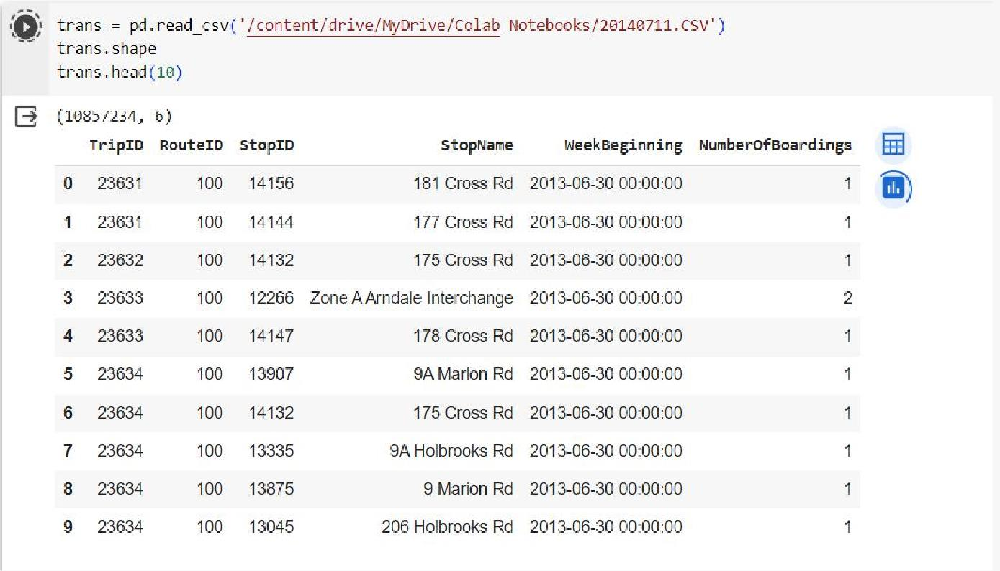 trans = pd.read_csv('/content/drive/MyDrive/Colab Notebooks/20140711.CSV')
trans.shape
trans.head(10)
(10857234, 6)
TripID RouteID StopID StopName WeekBeginning NumberOfBoardings
0 23631 100 14156 181 Cross Rd 2013-06-30 00:00:00 1
1 23631 100 14144 177 Cross Rd 2013-06-30 00:00:00 1
2 23632 100 14132 175 Cross Rd 2013-06-30 00:00:00 1
3 23633 100 12266 Zone A Arndale Interchange 2013-06-30 00:00:00 2
4 23633 100 14147 178 Cross Rd 2013-06-30 00:00:00 1
5 23634 100 13907 9A Marion Rd 2013-06-30 00:00:00 1
6 23634 100 14132 175 Cross Rd 2013-06-30 00:00:00 1
7 23634 100 13335 9A Holbrooks Rd 2013-06-30 00:00:00 1
8 23634 100 13875 9 Marion Rd 2013-06-30 00:00:00 1
9 23634 100 13045 206 Holbrooks Rd 2013-06-30 00:00:00 1